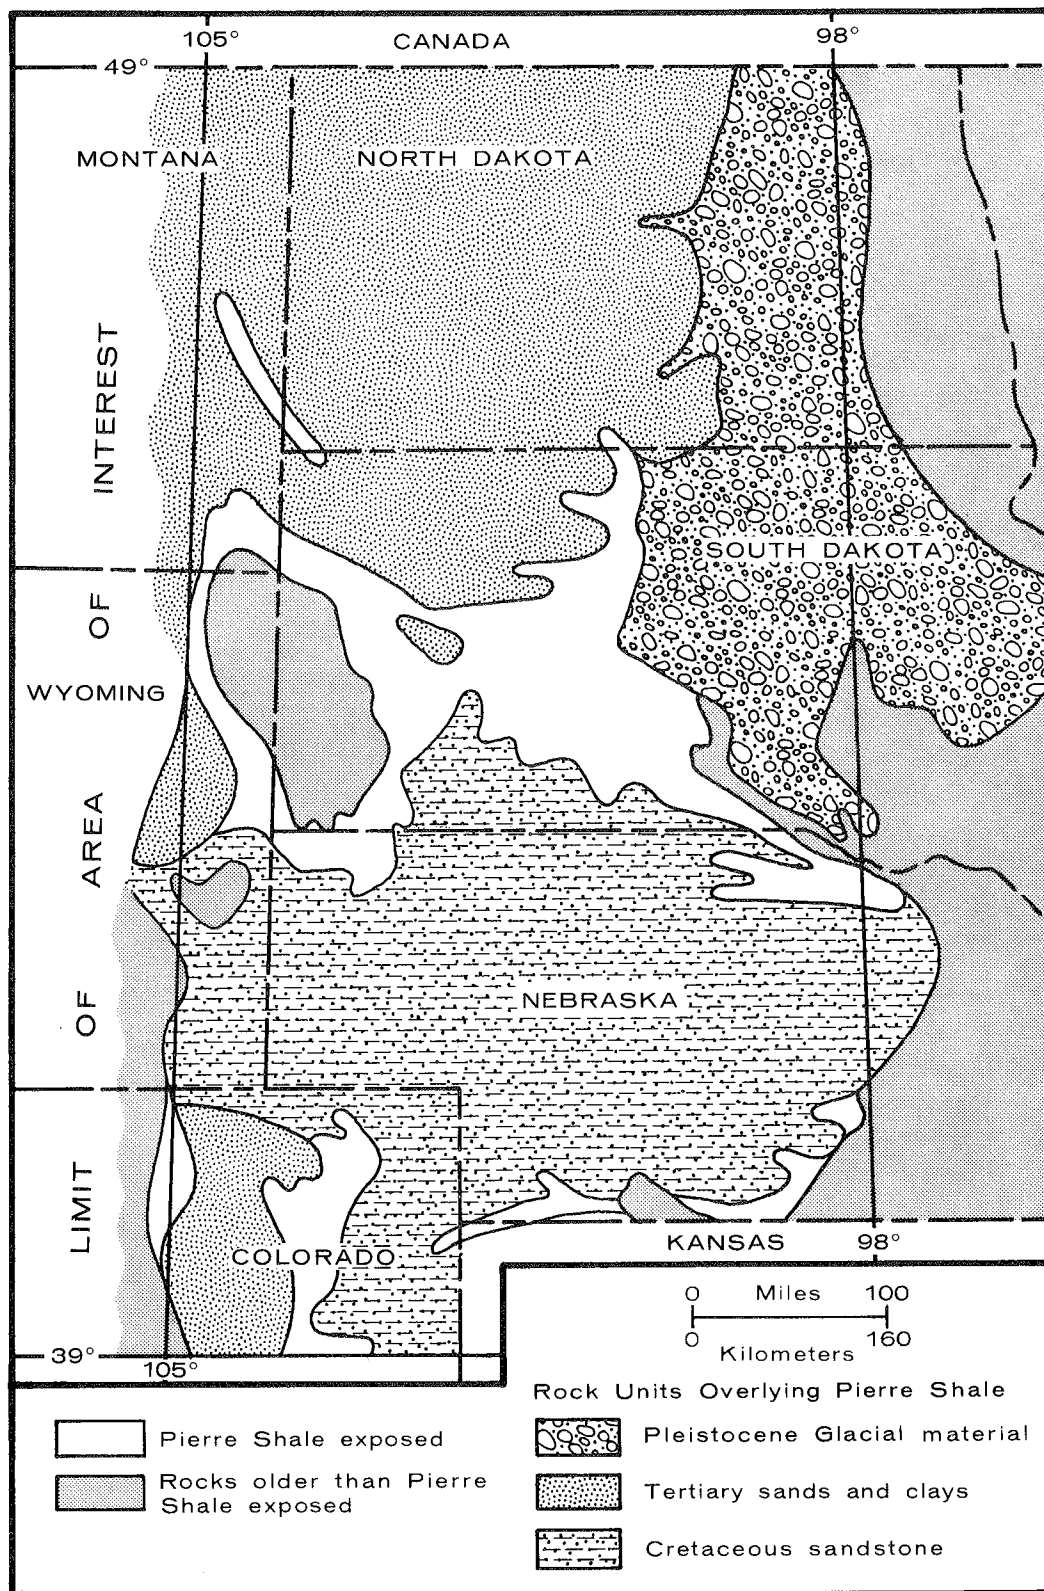 105°
98°
CANADA
49°
MONTANA
NORTH DAKOTA
LIMIT OF AREA OF INTEREST
SOUTH DAKOTA
WYOMING
NEBRASKA
COLORADO
KANSAS
98°
0 Miles 100
0 160
Kilometers
39°
105°
Rock Units Overlying Pierre Shale
Pierre Shale exposed
Rocks older than Pierre
Shale exposed
Pleistocene Glacial material
Tertiary sands and clays
Cretaceous sandstone